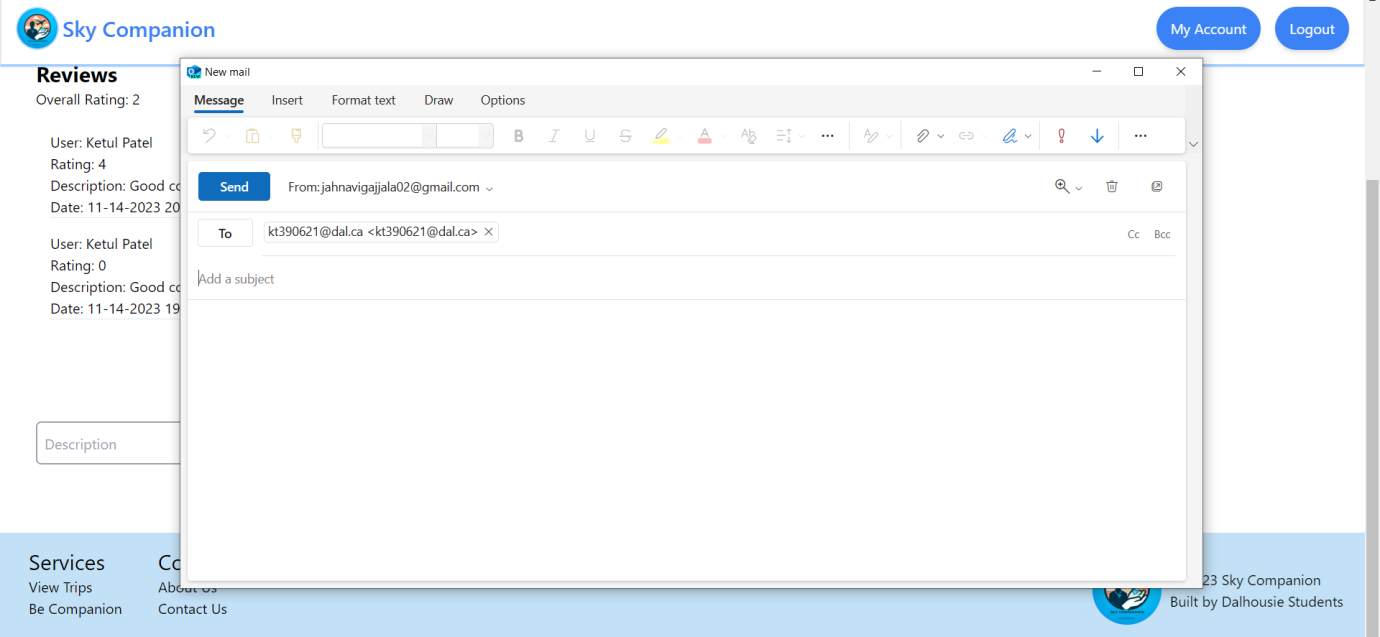 Sky Companion
My Account
Logout
Reviews
Overall Rating: 2
User: Ketul Patel
Rating: 4
Description: Good
Date: 11-14-2023 20
User: Ketul Patel
Rating: 0
Description: Good
Date: 11-14-2023 19
Description
New mail
Message
Insert
Format text
Draw
Options
Send
From: jahnavigajjala02@gmail.com
To
kt390621@dal.ca <kt390621@dal.ca>
Cc
Bcc
Add a subject
Services
View Trips
Be Companion
About Us
Contact Us
23 Sky Companion
Built by Dalhousie Students